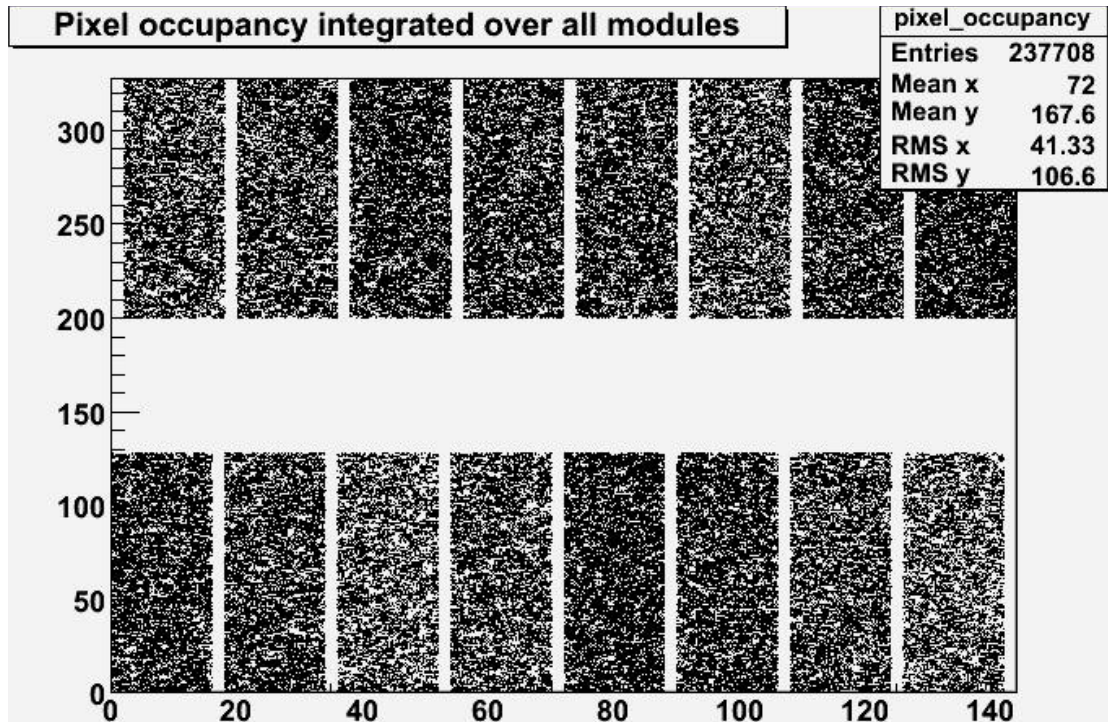 Pixel occupancy integrated over all modules
pixel_occupancy
Entries 237708
Mean x 72
Mean y 167.6
RMS x 41.33
RMS y 106.6
300
250
200
150
100
50
0
0 20 40 60 80 100 120 140